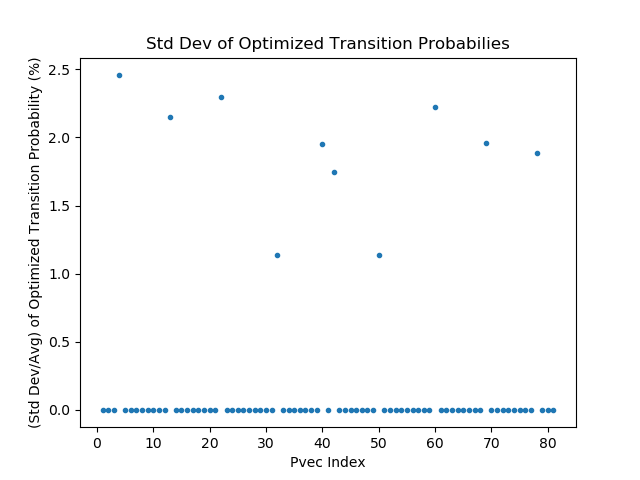 Std Dev of Optimized Transition Probabilies
(Std Dev/Avg) of Optimized Transition Probability (%)
2.5
2.0
1.5
1.0
0.5
0.0
0 10 20 30 40 50 60 70 80
Pvec Index